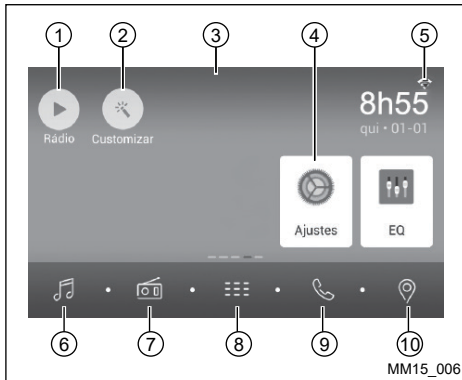 1 2 3 4 5
8h55
qui • 01-01
Rádio Customizar
Ajustes EQ
6 7 8 9 10
MM15_006